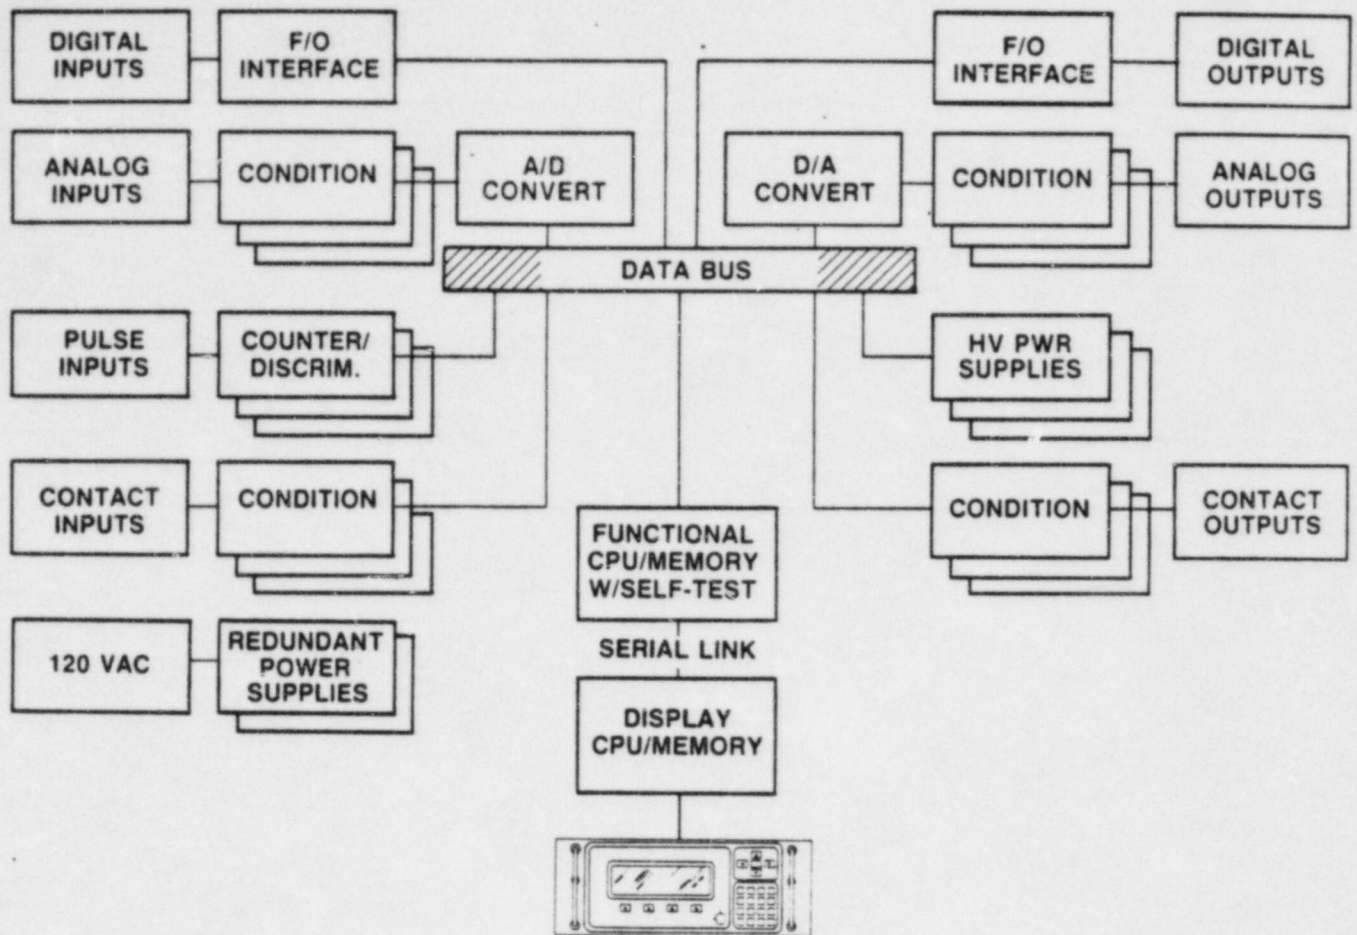 DIGITAL
INPUTS
F/O
INTERFACE
F/O
INTERFACE
DIGITAL
OUTPUTS
ANALOG
INPUTS
CONDITION
A/D
CONVERT
D/A
CONVERT
CONDITION
ANALOG
OUTPUTS
DATA BUS
PULSE
INPUTS
COUNTER/
DISCRIM.
HV PWR
SUPPLIES
CONTACT
INPUTS
CONDITION
FUNCTIONAL
CPU/MEMORY
W/SELF-TEST
CONDITION
CONTACT
OUTPUTS
SERIAL LINK
120 VAC
REDUNDANT
POWER
SUPPLIES
DISPLAY
CPU/MEMORY